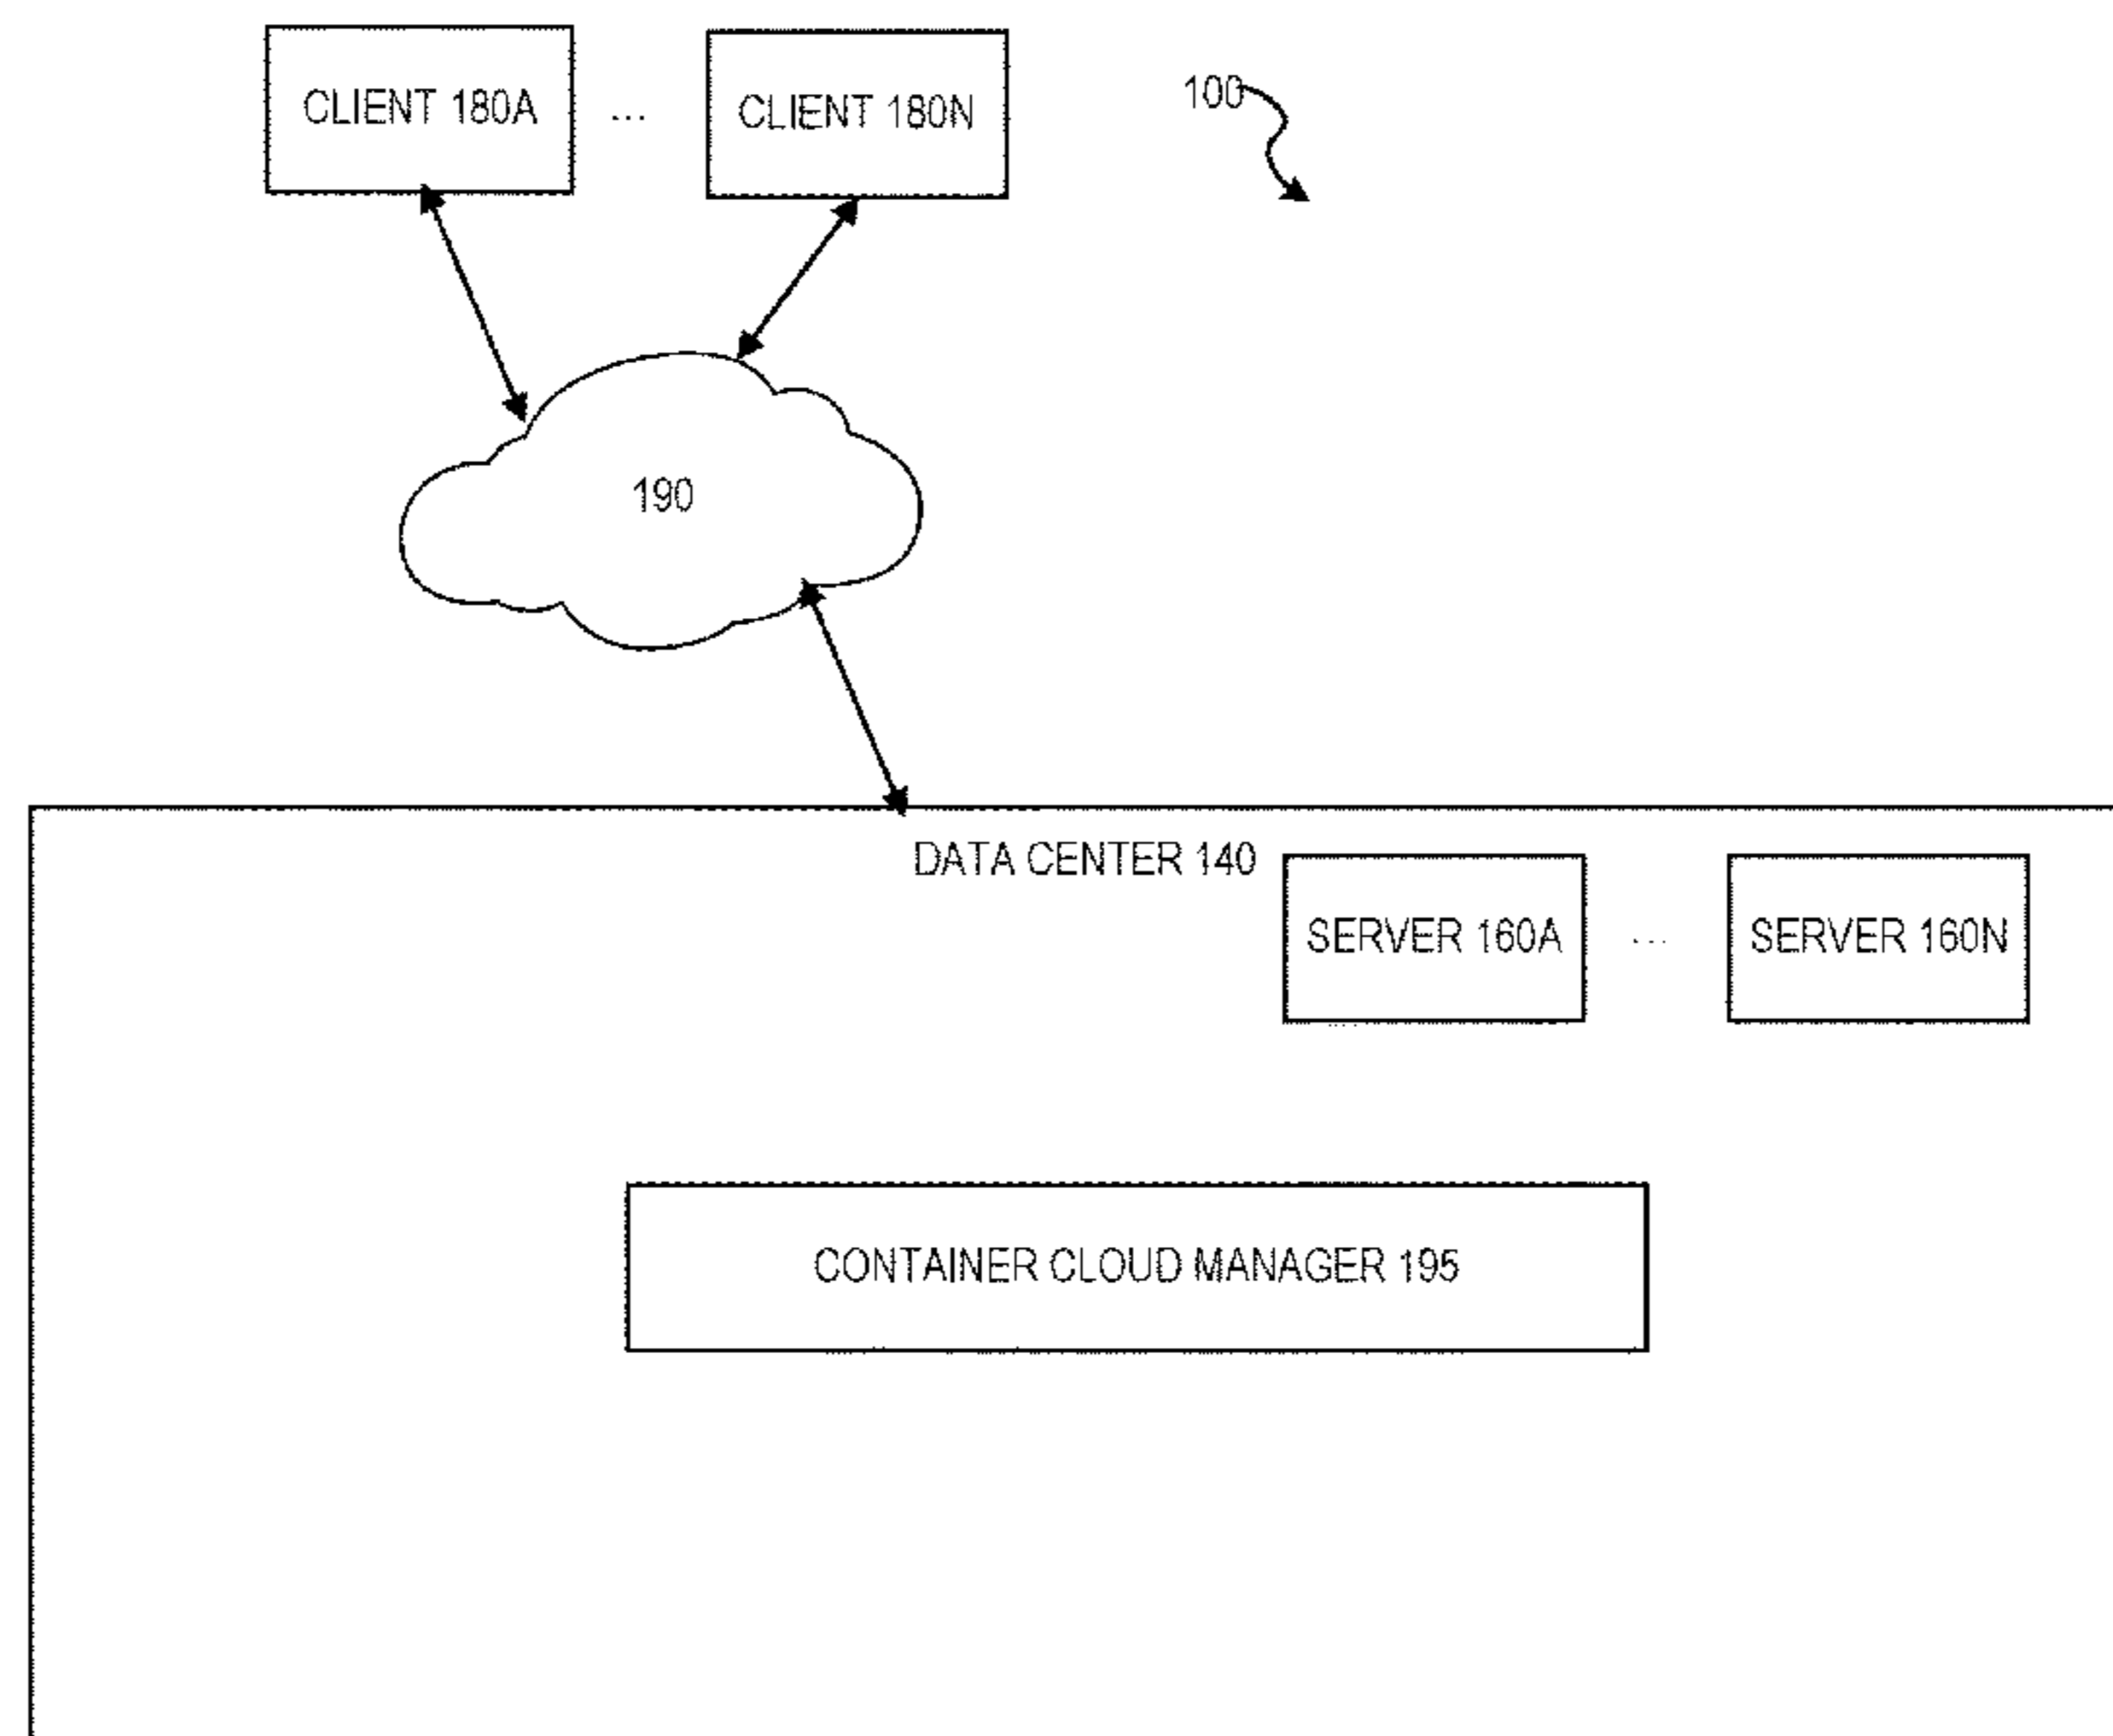 CLIENT 180A ... CLIENT 180N
100
190
DATA CENTER 140
SERVER 160A ... SERVER 160N
CONTAINER CLOUD MANAGER 195